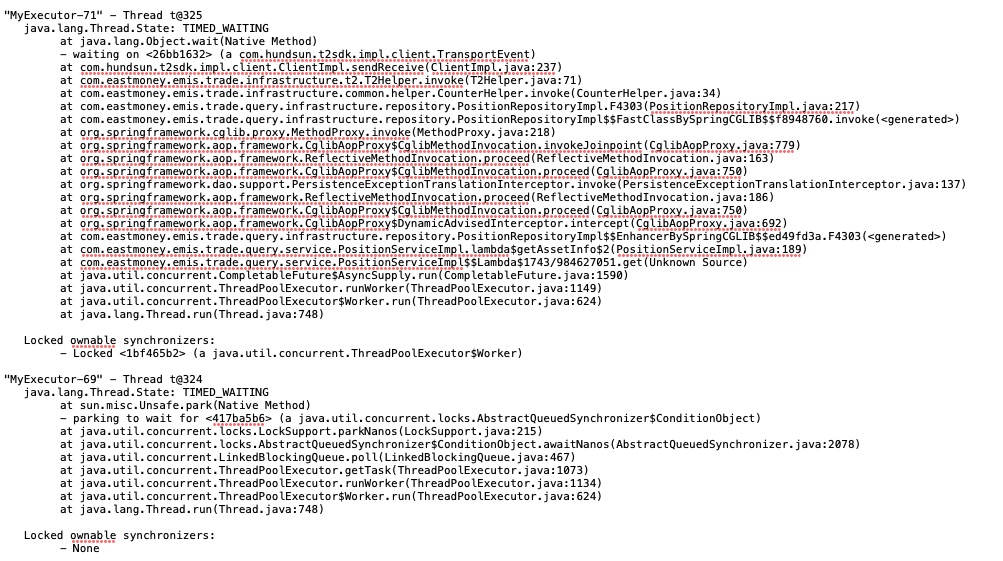 "MyExecutor-71" - Thread t@325
java.lang.Thread.State: TIMED_WAITING
at java.lang.Object.wait(Native Method)
- waiting on <26bb1632> (a com.hundsun.t2sdk.impl.client.TransportEvent)
at com.hundsun.t2sdk.impl.client.ClientImpl.sendReceive(ClientImpl.java:237)
at com.eastmoney.emis.trade.infrastructure.t2.T2Helper.invoke(T2Helper.java:71)
at com.eastmoney.emis.trade.infrastructure.common.helper.CounterHelper.invoke(CounterHelper.java:34)
at com.eastmoney.emis.trade.query.infrastructure.repository.PositionRepositoryImpl.F4303(PositionRepositoryImpl.java:217)
at com.eastmoney.emis.trade.query.infrastructure.repository.PositionRepositoryImpl$$FastClassBySpringCGLIB$$f8948760.invoke(<generated>)
at org.springframework.cglib.proxy.MethodProxy.invoke(MethodProxy.java:218)
at org.springframework.aop.framework.CglibAopProxy$CglibMethodInvocation.invokeJoinpoint(CglibAopProxy.java:779)
at org.springframework.aop.framework.ReflectiveMethodInvocation.proceed(ReflectiveMethodInvocation.java:163)
at org.springframework.aop.framework.CglibAopProxy$CglibMethodInvocation.proceed(CglibAopProxy.java:750)
at org.springframework.dao.support.PersistenceExceptionTranslationInterceptor.invoke(PersistenceExceptionTranslationInterceptor.java:137)
at org.springframework.aop.framework.ReflectiveMethodInvocation.proceed(ReflectiveMethodInvocation.java:186)
at org.springframework.aop.framework.CglibAopProxy$CglibMethodInvocation.proceed(CglibAopProxy.java:750)
at org.springframework.aop.framework.CglibAopProxy$DynamicAdvisedInterceptor.intercept(CglibAopProxy.java:692)
at com.eastmoney.emis.trade.query.infrastructure.repository.PositionRepositoryImpl$$EnhancerBySpringCGLIB$$ed49fd3a.F4303(<generated>)
at com.eastmoney.emis.trade.query.service.PositionServiceImpl.lambda$getAssetInfo$2(PositionServiceImpl.java:189)
at com.eastmoney.emis.trade.query.service.PositionServiceImpl$$Lambda$1743/984627051.get(Unknown Source)
at java.util.concurrent.CompletableFuture$AsyncSupply.run(CompletableFuture.java:1590)
at java.util.concurrent.ThreadPoolExecutor.runWorker(ThreadPoolExecutor.java:1149)
at java.util.concurrent.ThreadPoolExecutor$Worker.run(ThreadPoolExecutor.java:624)
at java.lang.Thread.run(Thread.java:748)
Locked ownable synchronizers:
- Locked <1bf465b2> (a java.util.concurrent.ThreadPoolExecutor$Worker)
"MyExecutor-69" - Thread t@324
java.lang.Thread.State: TIMED_WAITING
at sun.misc.Unsafe.park(Native Method)
- parking to wait for <417ba5b6> (a java.util.concurrent.locks.AbstractQueuedSynchronizer$ConditionObject)
at java.util.concurrent.locks.LockSupport.parkNanos(LockSupport.java:215)
at java.util.concurrent.locks.AbstractQueuedSynchronizer$ConditionObject.awaitNanos(AbstractQueuedSynchronizer.java:2078)
at java.util.concurrent.LinkedBlockingQueue.poll(LinkedBlockingQueue.java:467)
at java.util.concurrent.ThreadPoolExecutor.getTask(ThreadPoolExecutor.java:1073)
at java.util.concurrent.ThreadPoolExecutor.runWorker(ThreadPoolExecutor.java:1134)
at java.util.concurrent.ThreadPoolExecutor$Worker.run(ThreadPoolExecutor.java:624)
at java.lang.Thread.run(Thread.java:748)
Locked ownable synchronizers:
- None